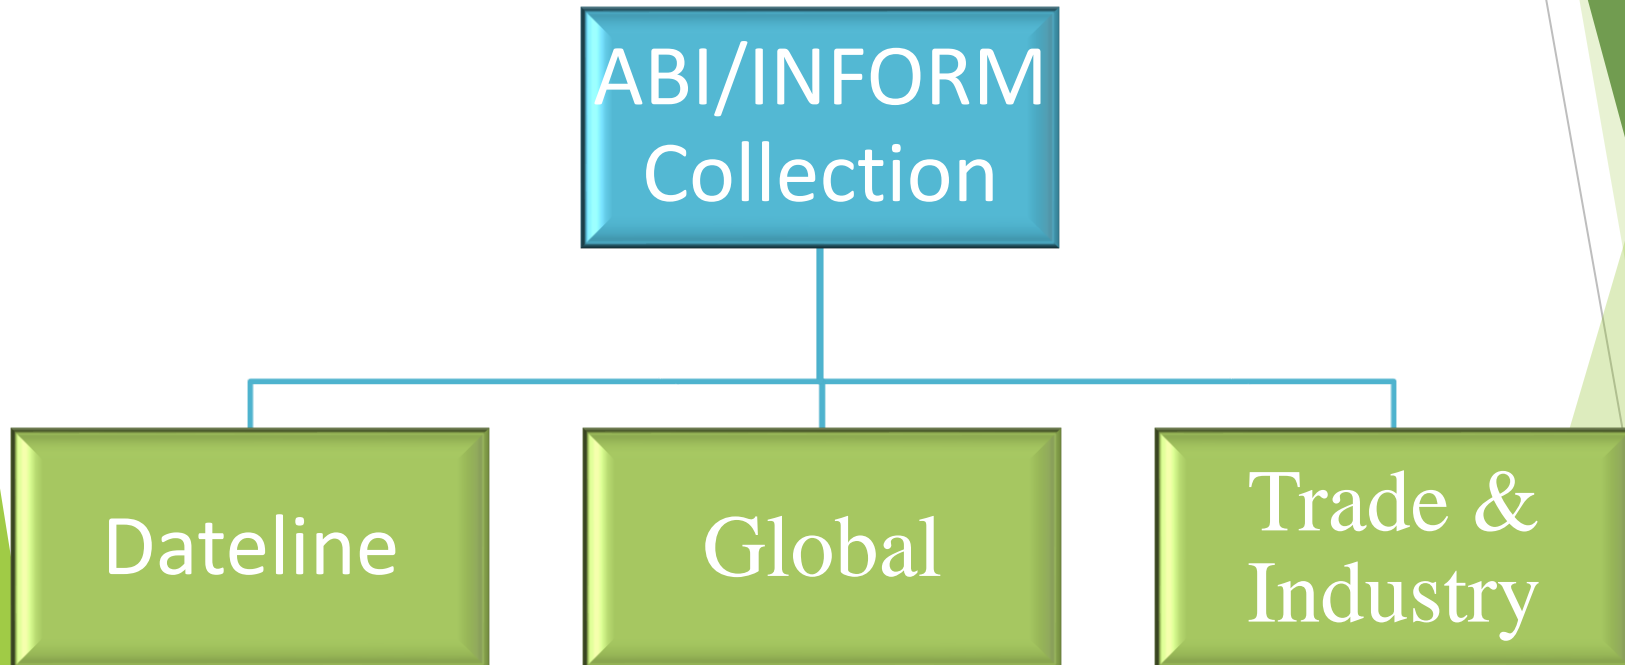 ABI/INFORM
Collection
Dateline
Global
Trade &
Industry